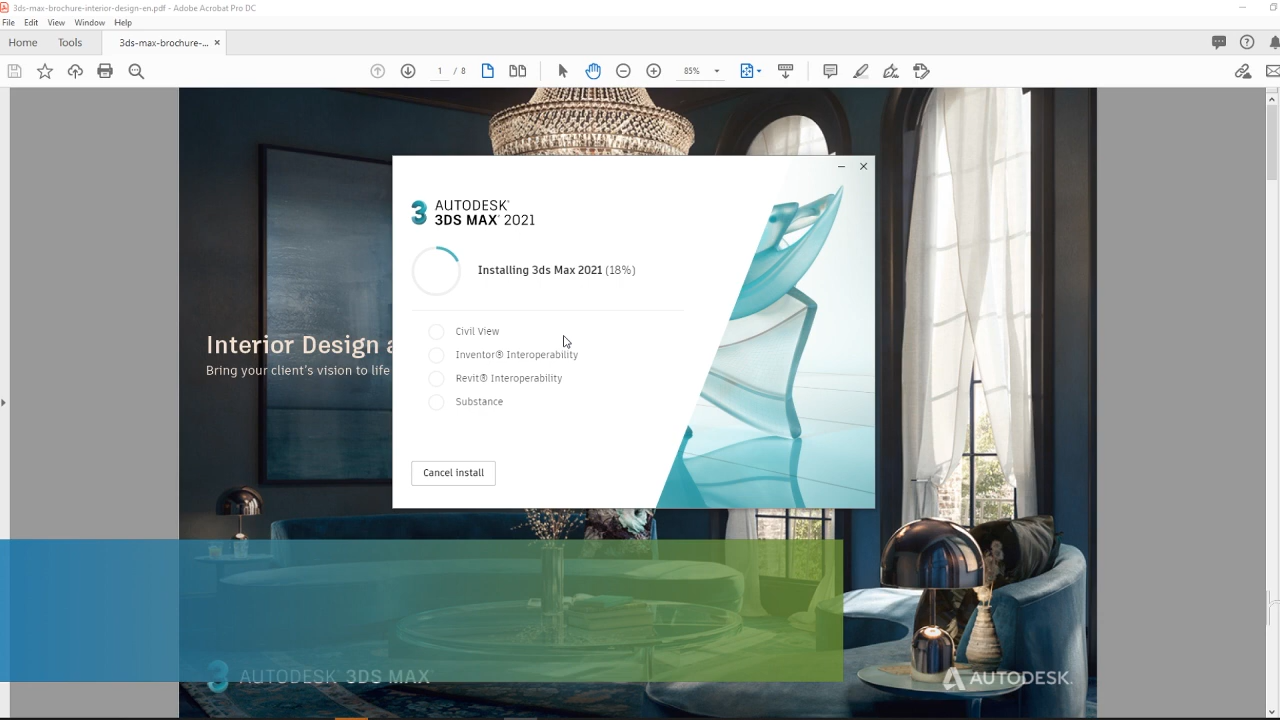 3ds-max-brochure-interior-design-en.pdf - Adobe Acrobat Pro DC
File Edit View Window Help
Home Tools 3ds-max-brochure-...
1 / 8 85%
AUTODESK®
3DS MAX® 2021
Installing 3ds Max 2021 (18%)
Civil View
Inventor® Interoperability
Revit® Interoperability
Substance
Cancel install
Interior Design a
Bring your client's vision to life
AUTODESK® 3DS MAX®
AUTODESK.